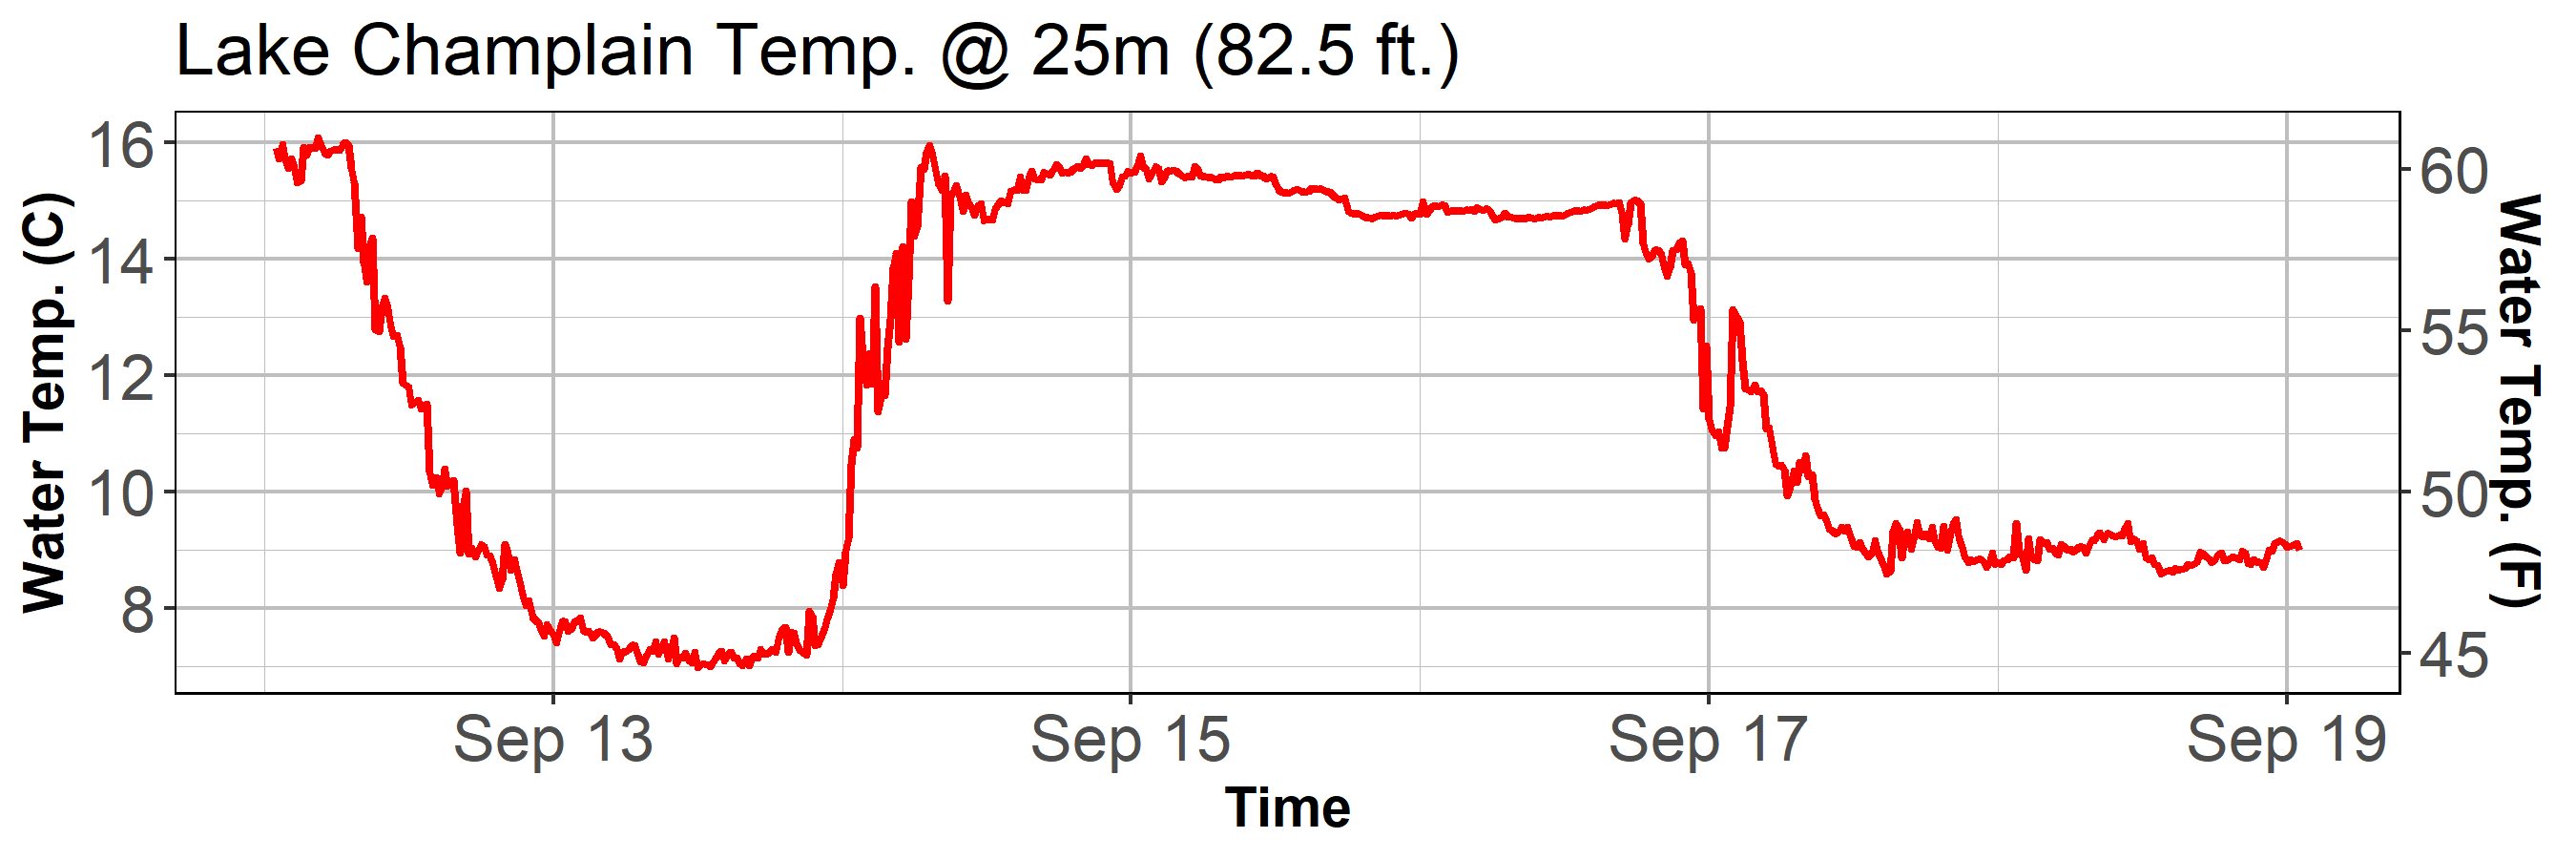 Lake Champlain Temp. @ 25m (82.5 ft.)
Water Temp. (C)
16
14
12
10
8
60
55
50
45
Water Temp. (F)
Sep 13
Sep 15
Sep 17
Sep 19
Time